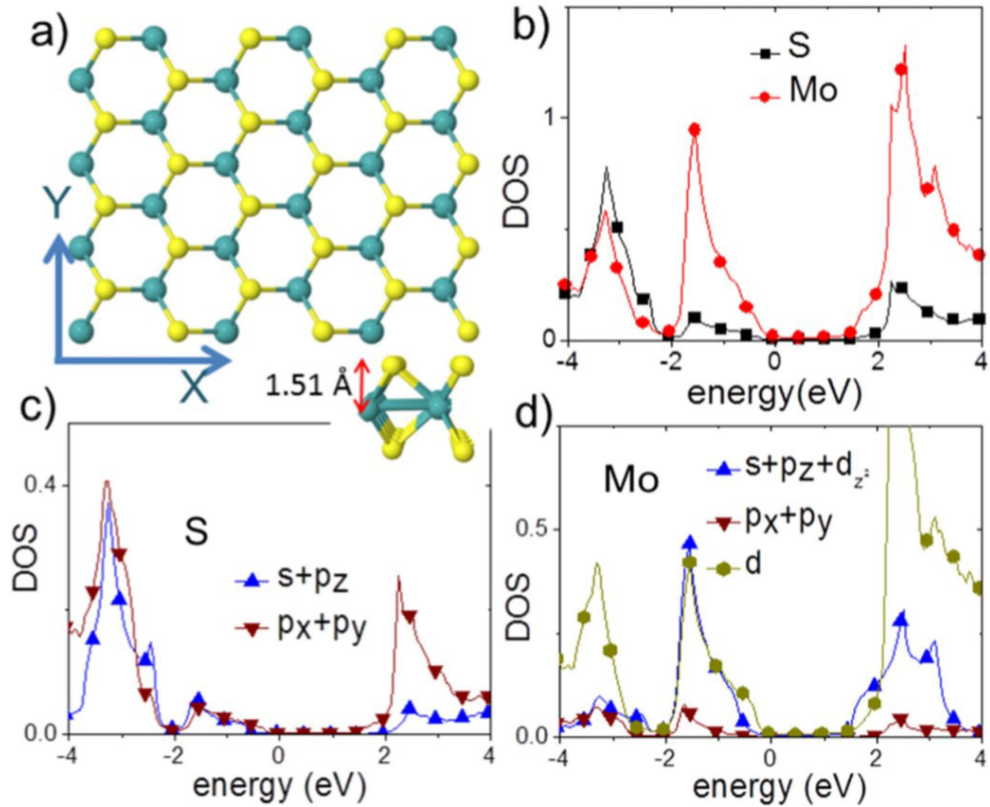 a)
Y
X
1.51 Å
b)
S
Mo
DOS
1
0
-4 -2 0 2 4
energy(eV)
c)
S
s+pz
px+py
DOS
0.4
0.0
-4 -2 0 2 4
energy (eV)
d)
Mo
s+pz+dz²
px+py
d
DOS
0.5
0.0
-4 -2 0 2 4
energy (eV)